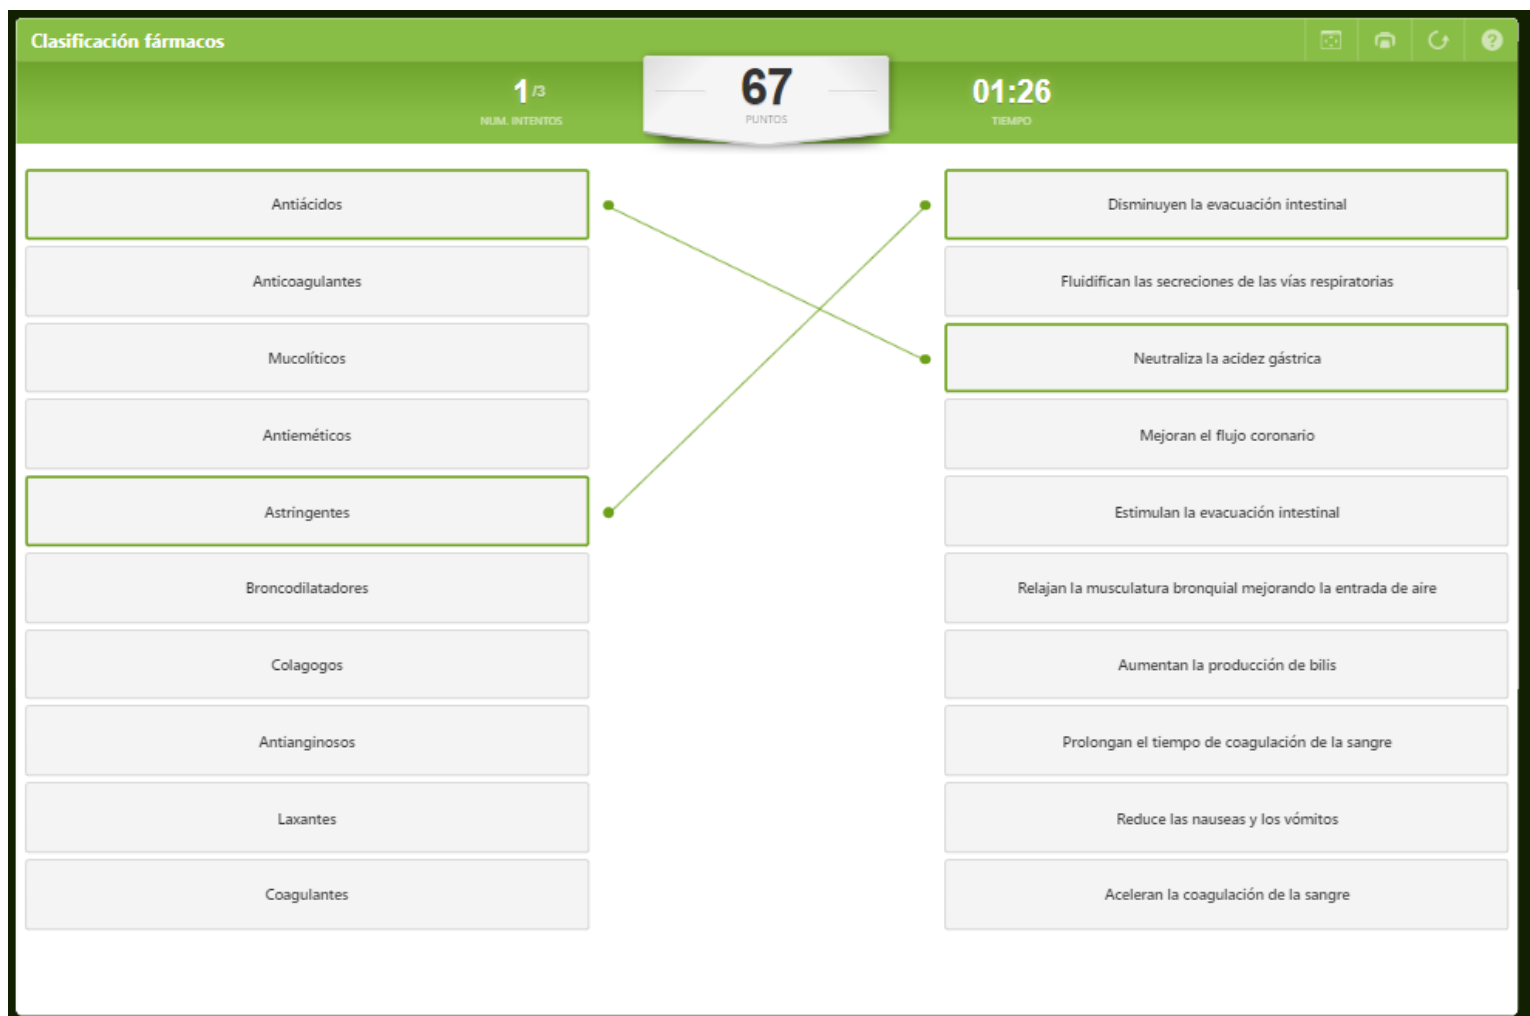 Clasificación fármacos
1 /3
NUM. INTENTOS
67
PUNTOS
01:26
TIEMPO
Antiácidos
Disminuyen la evacuación intestinal
Anticoagulantes
Fluidifican las secreciones de las vías respiratorias
Mucolíticos
Neutraliza la acidez gástrica
Antieméticos
Mejoran el flujo coronario
Astringentes
Estimulan la evacuación intestinal
Broncodilatadores
Relajan la musculatura bronquial mejorando la entrada de aire
Colagogos
Aumentan la producción de bilis
Antianginosos
Prolongan el tiempo de coagulación de la sangre
Laxantes
Reduce las nauseas y los vómitos
Coagulantes
Aceleran la coagulación de la sangre